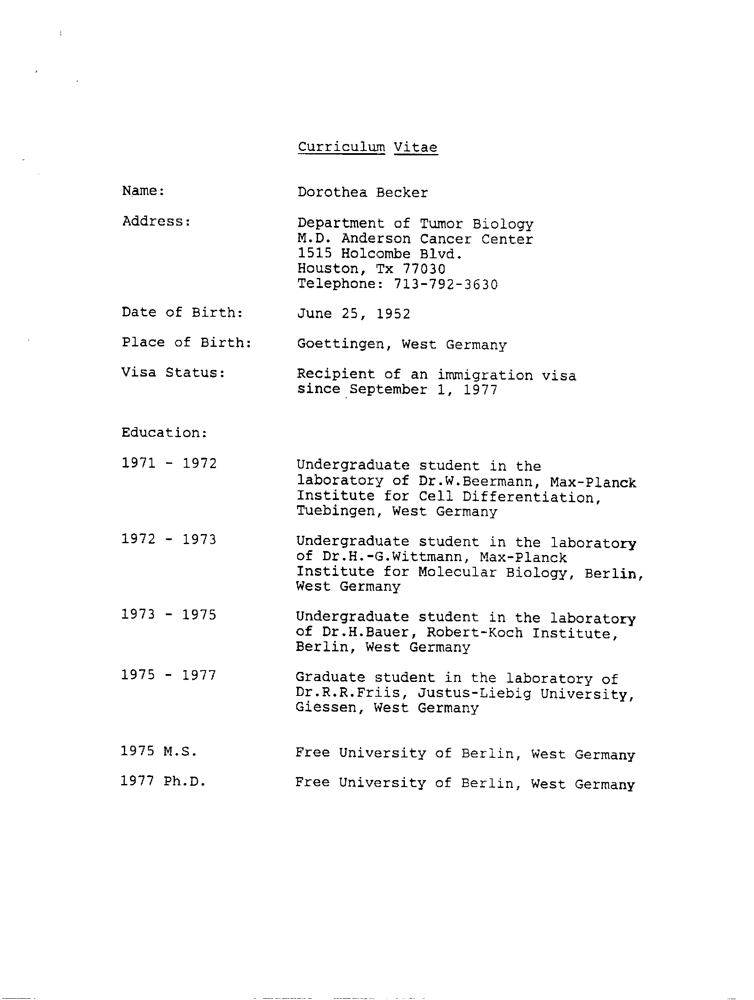 Curriculum Vitae
Name: Dorothea Becker
Address: Department of Tumor Biology
M.D. Anderson Cancer Center
1515 Holcombe Blvd.
Houston, Tx 77030
Telephone: 713-792-3630
Date of Birth: June 25, 1952
Place of Birth: Goettingen, West Germany
Visa Status: Recipient of an immigration visa
since September 1, 1977
Education:
1971 - 1972 Undergraduate student in the
laboratory of Dr.W.Beermann, Max-Planck
Institute for Cell Differentiation,
Tuebingen, West Germany
1972 - 1973 Undergraduate student in the laboratory
of Dr.H.-G.Wittmann, Max-Planck
Institute for Molecular Biology, Berlin,
West Germany
1973 - 1975 Undergraduate student in the laboratory
of Dr.H.Bauer, Robert-Koch Institute,
Berlin, West Germany
1975 - 1977 Graduate student in the laboratory of
Dr.R.R.Friis, Justus-Liebig University,
Giessen, West Germany
1975 M.S. Free University of Berlin, West Germany
1977 Ph.D. Free University of Berlin, West Germany